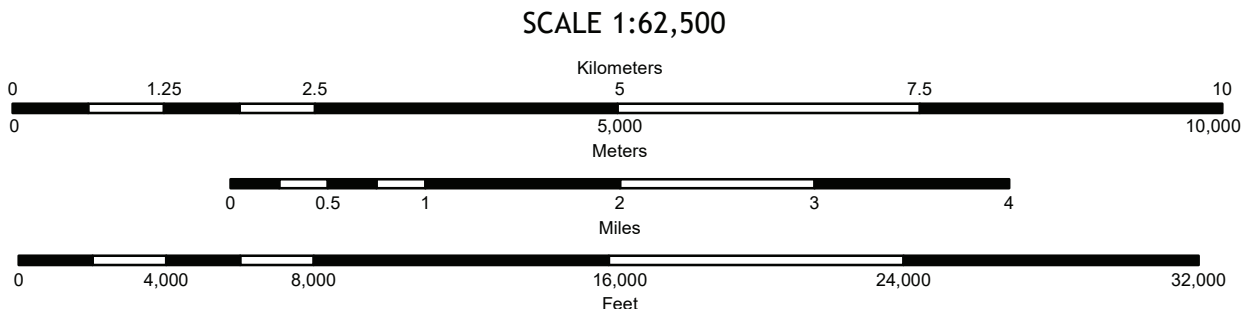 SCALE 1:62,500
Kilometers
0 1.25 2.5 5 7.5 10
0 5,000 10,000
Meters
0 0.5 1 2 3 4
Miles
0 4,000 8,000 16,000 24,000 32,000
Feet